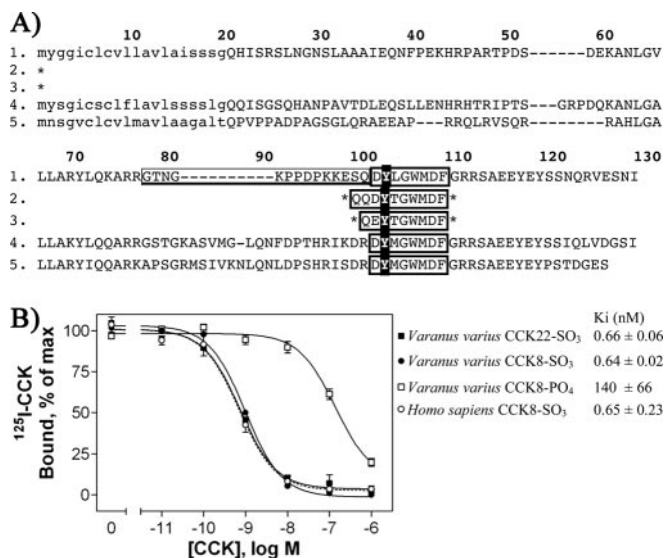 A)
10 20 30 40 50 60
1. myggiclcvllavlaisssgQHISRSLNGNSLAAAIEQNFPEKHRPARTPDS------DEKANLGV
2. *
3. *
4. mysgicsclflavlssssslgQQISGSQHANPAVTDLEQSLLENHRHTRIPTS---GRPDQKANLGA
5. mnsgvclcvlmavlaagaltQPVPPADPAGSGLQRAEEAP---RRQLRVSQR------RAHLGA
70 80 90 100 110 120 130
1. LLARYLQKARRGTNG-----------KPPDPKKESQDYLGWMDFGRRSAEEYEYSSNQRVESNI
2. *QQDYTGWMDF*
3. *QEYTGWMDF*
4. LLAKYLQQARRGSTGKASVMG-LQNFDPTHRIKDRDYMGWMDFGRRSAEEYEYSSIQLVDGSI
5. LLARYIQQARKAPSGRMSIVKNLQNLDPSHRISDRDYMGWMDFGRRSAEEYEYPSTDGES
B)
Ki (nM)
Varanus varius CCK22-SO3 0.66 ± 0.06
Varanus varius CCK8-SO3 0.64 ± 0.02
Varanus varius CCK8-PO4 140 ± 66
Homo sapiens CCK8-SO3 0.65 ± 0.23
125I-CCK
Bound, % of max
100
75
50
25
0
0 -11 -10 -9 -8 -7 -6
[CCK], log M